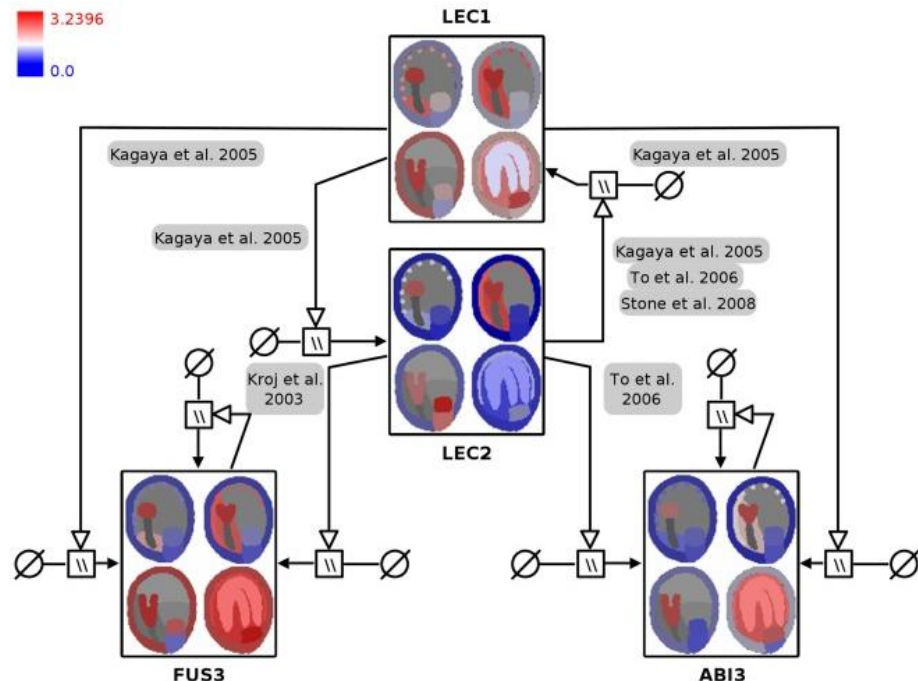 3.2396
0.0
LEC1
Kagaya et al. 2005
Kagaya et al. 2005
Kagaya et al. 2005
Kagaya et al. 2005
To et al. 2006
Stone et al. 2008
\\
\\
Kroj et al.
2003
To et al.
2006
\\
\\
LEC2
\\
\\
\\
\\
FUS3
ABI3